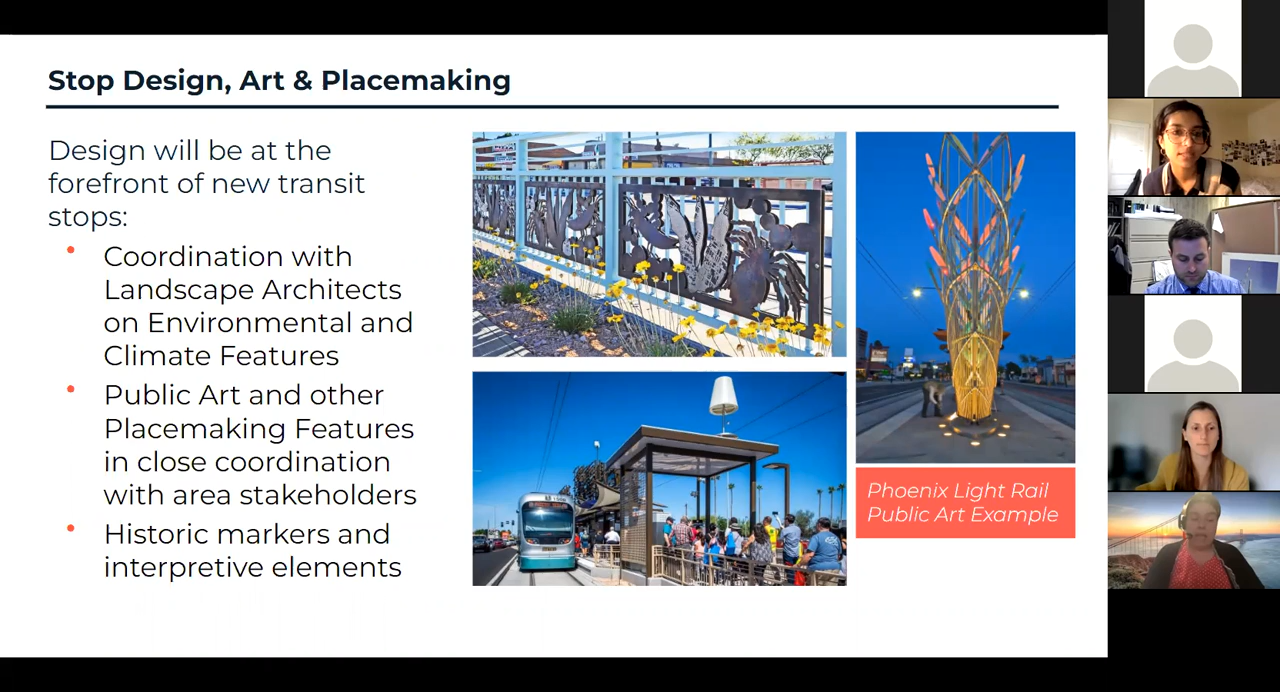 Stop Design, Art & Placemaking
Design will be at the
forefront of new transit
stops:
• Coordination with
Landscape Architects
on Environmental and
Climate Features
• Public Art and other
Placemaking Features
in close coordination
with area stakeholders
• Historic markers and
interpretive elements
Phoenix Light Rail
Public Art Example